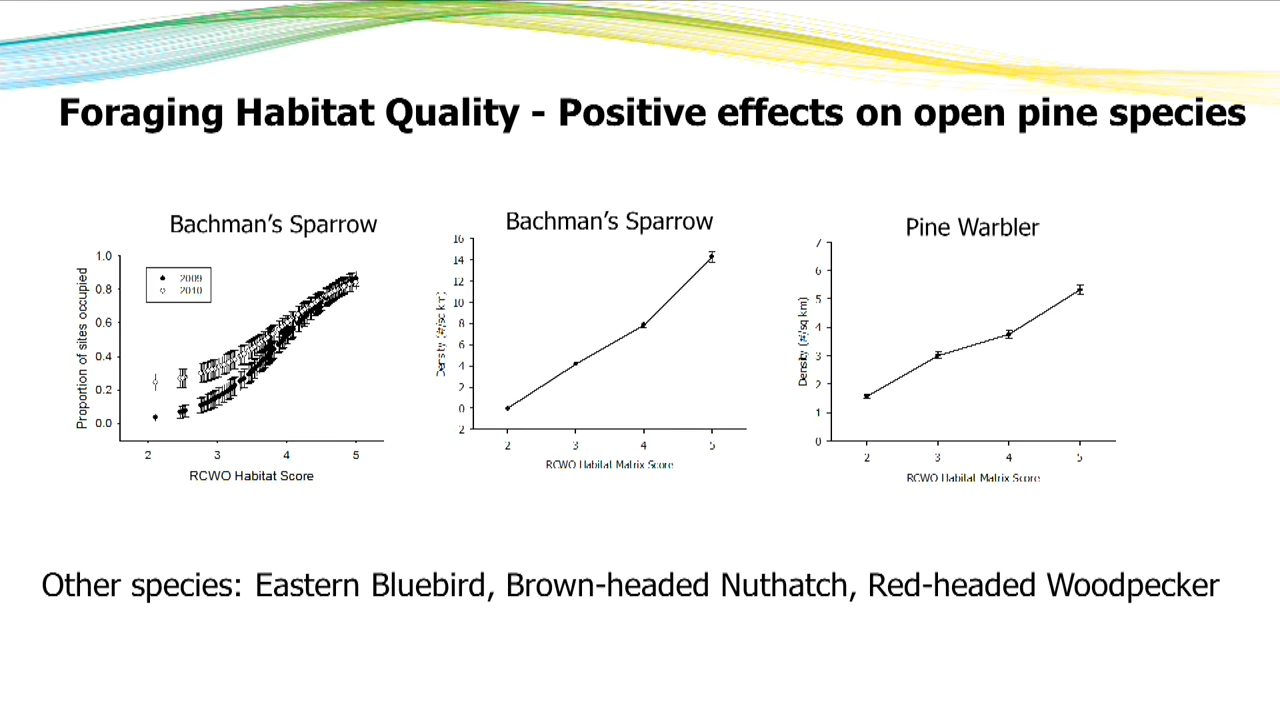 Foraging Habitat Quality - Positive effects on open pine species
Bachman’s Sparrow
1.0
0.8
0.6
0.4
0.2
0.0
Proportion of sites occupied
2009
2010
2 3 4 5
RCWO Habitat Score
Bachman’s Sparrow
16
14
12
10
8
6
4
2
0
2
Density (#/sq km)
2 3 4 5
RCWO Habitat Matrix Score
Pine Warbler
7
6
5
4
3
2
1
0
Density (#/sq km)
2 3 4 5
RCWO Habitat Matrix Score
Other species: Eastern Bluebird, Brown-headed Nuthatch, Red-headed Woodpecker